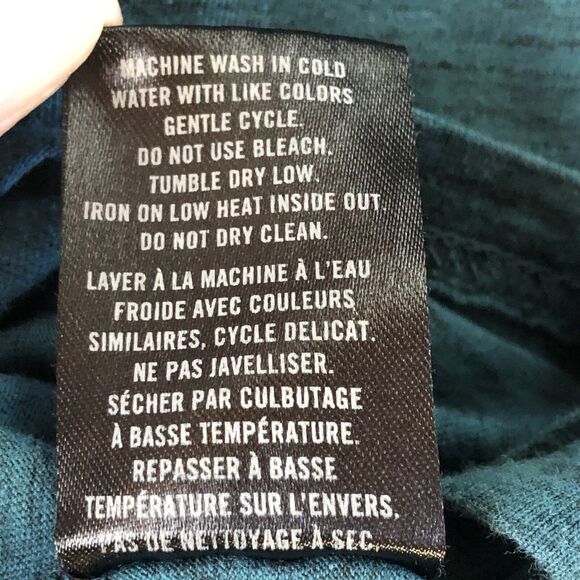 MACHINE WASH IN COLD
WATER WITH LIKE COLORS
GENTLE CYCLE.
DO NOT USE BLEACH.
TUMBLE DRY LOW.
IRON ON LOW HEAT INSIDE OUT.
DO NOT DRY CLEAN.
LAVER À LA MACHINE À L'EAU
FROIDE AVEC COULEURS
SIMILAIRES, CYCLE DELICAT.
NE PAS JAVELLISER.
SÉCHER PAR CULBUTAGE
À BASSE TEMPÉRATURE.
REPASSER À BASSE
TEMPÉRATURE SUR L'ENVERS.
PAS DE NETTOYAGE À SEC.